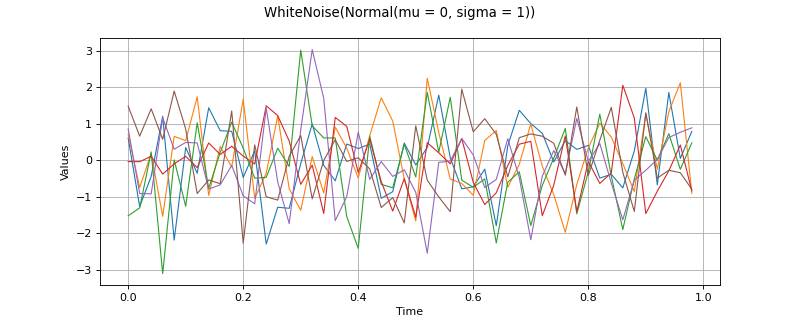 WhiteNoise(Normal(mu = 0, sigma = 1))
3
2
1
0
−1
−2
−3
Values
0.0 0.2 0.4 0.6 0.8 1.0
Time